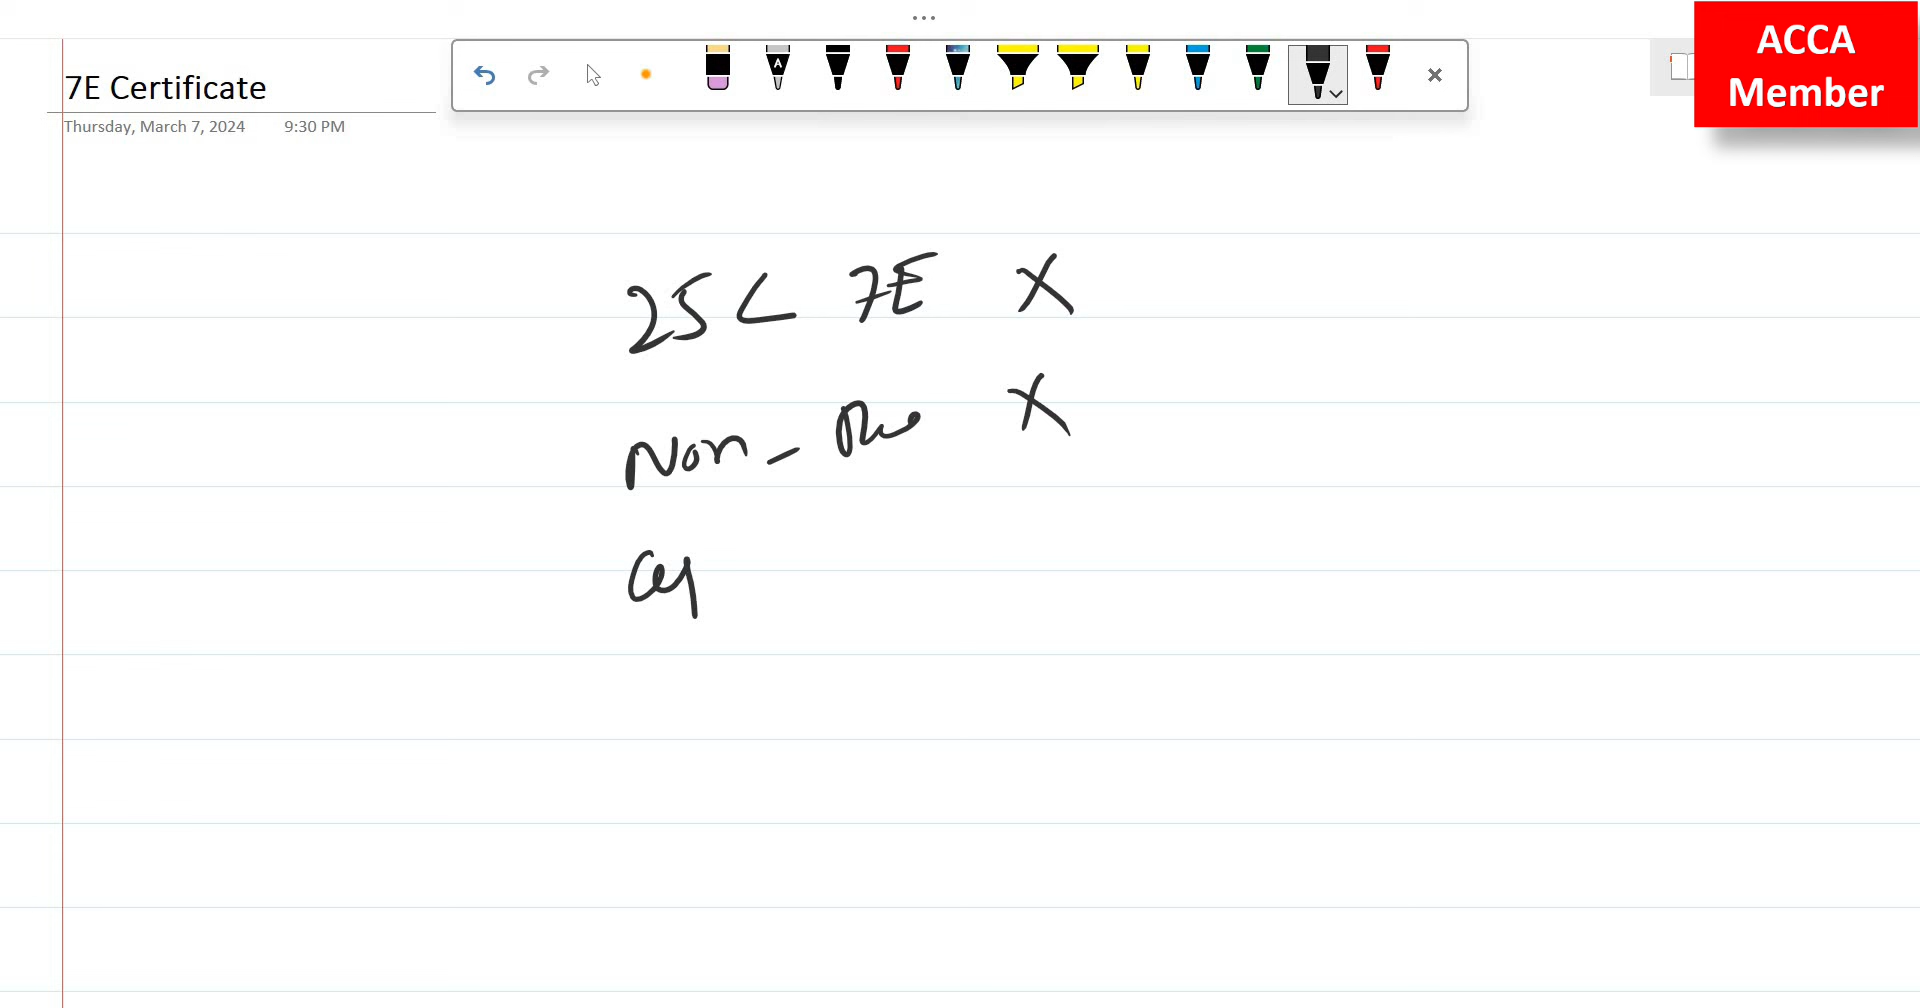 ACCA
Member
7E Certificate
Thursday, March 7, 2024 9:30 PM
25 < 7E X
Non - X